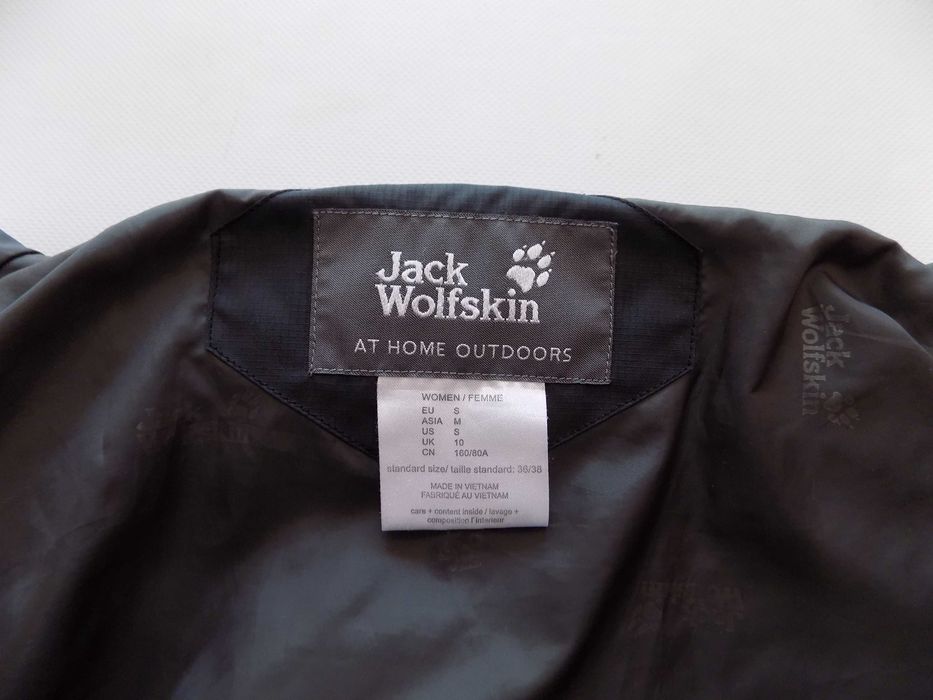 Jack
Wolfskin
AT HOME OUTDOORS
WOMEN / FEMME
EU S
ASIA M
US S
UK 10
CN 160/80A
standard size/ taille standard: 36/38
MADE IN VIETNAM
FABRIQUÉ AU VIETNAM
care + content inside / lavage +
composition l'interieur
Jack
Wolfskin